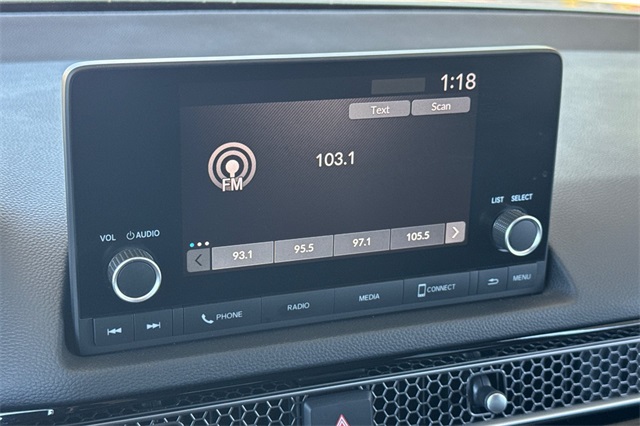 1:18
Text Scan
FM
103.1
LIST SELECT
VOL AUDIO
93.1 95.5 97.1 105.5
PHONE RADIO MEDIA CONNECT MENU